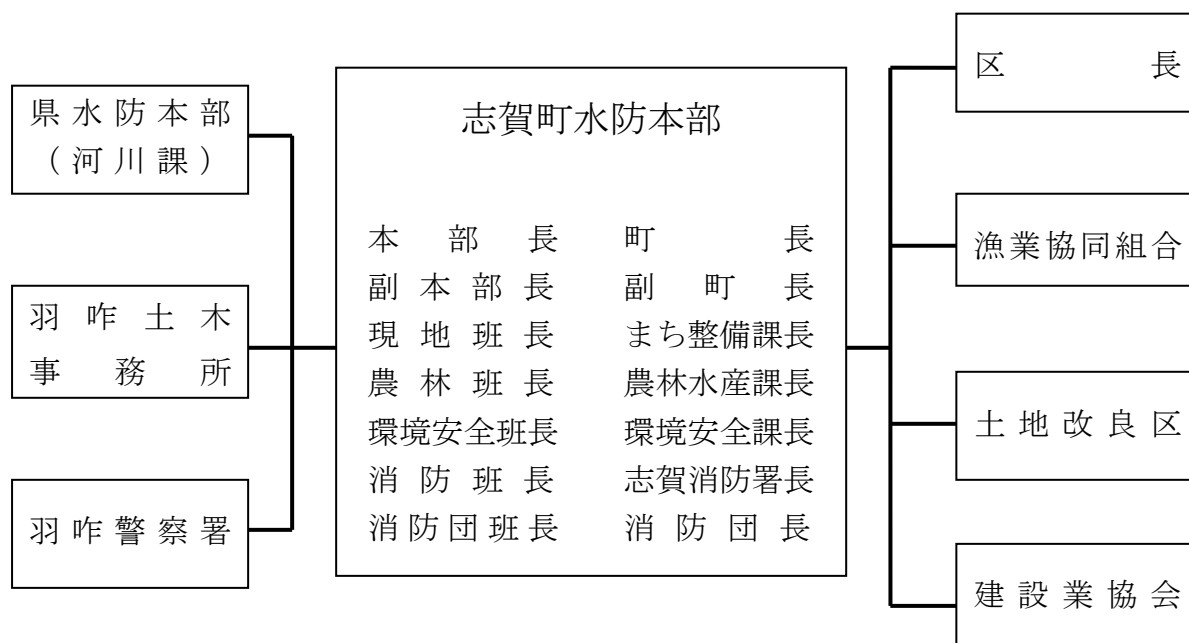 県水防本部
（河川課）
羽咋土木
事務所
羽咋警察署
志賀町水防本部
本部長 町長
副本部長 副町長
現地班長 まち整備課長
農林班長 農林水産課長
環境安全班長 環境安全課長
消防班長 志賀消防署長
消防団班長 消防団長
区長
漁業協同組合
土地改良区
建設業協会